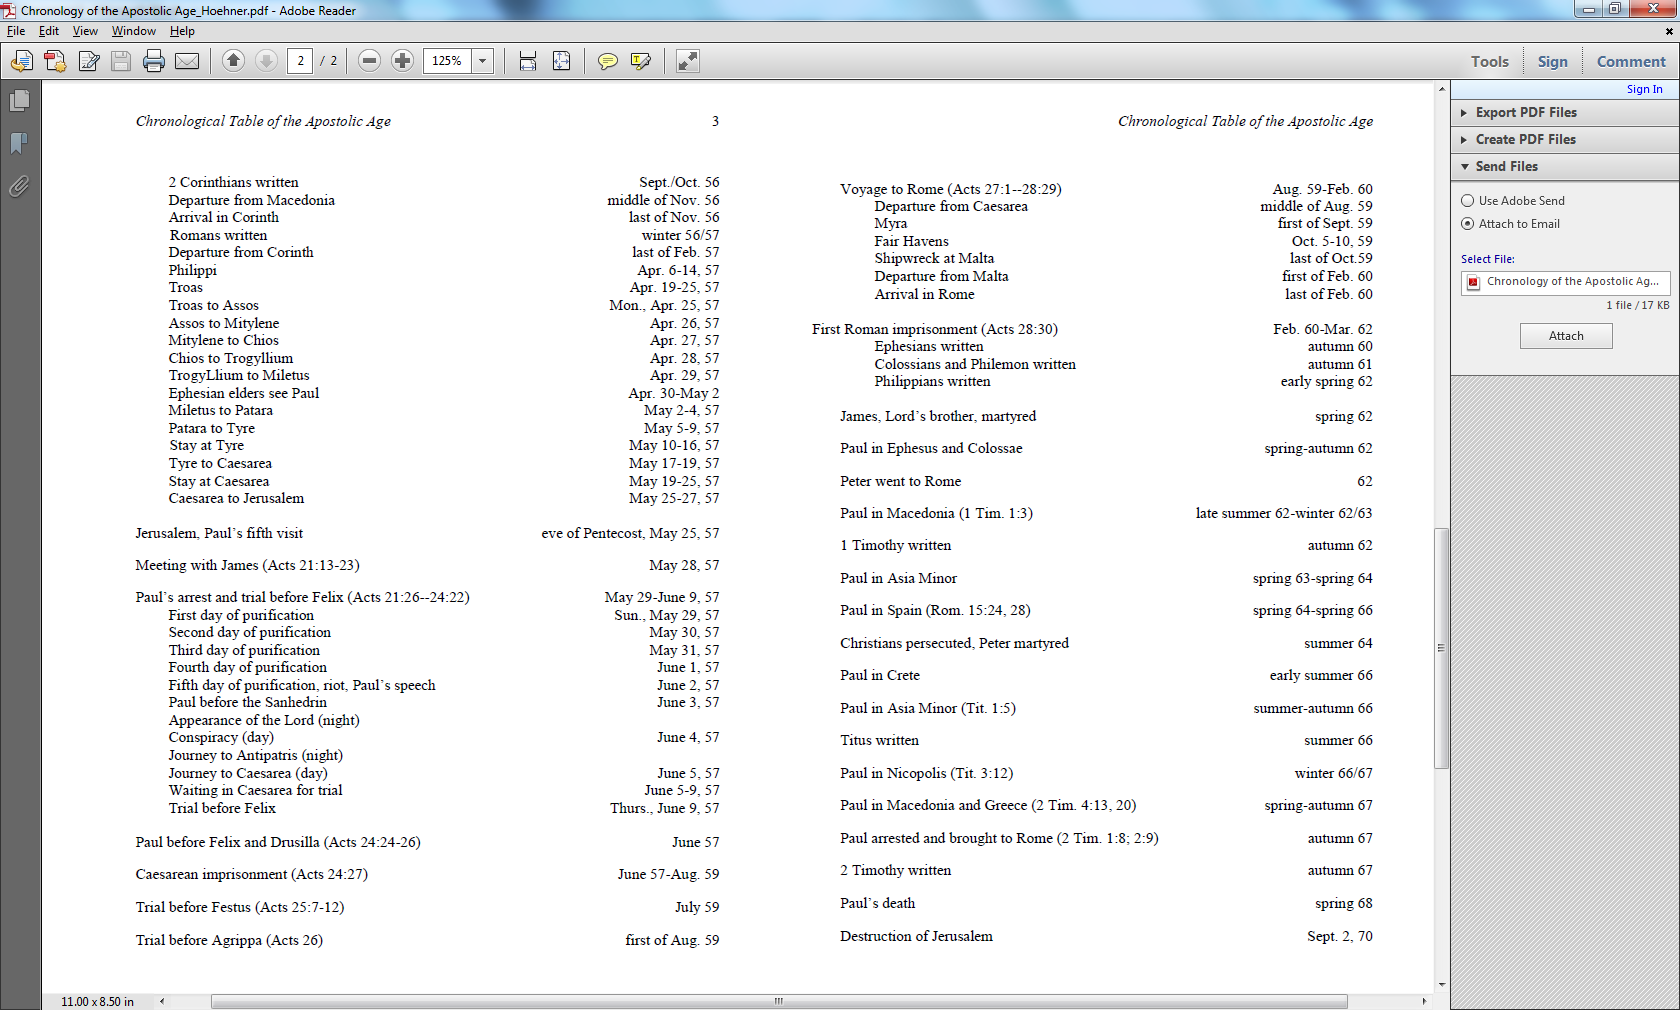 Chronology of the Apostolic Age_Hoehner.pdf - Adobe Reader
File Edit View Window Help
2 / 2 125% Tools Sign Comment
Sign In
Export PDF Files
Create PDF Files
Send Files
Use Adobe Send
Attach to Email
Select File:
Chronology of the Apostolic Ag...
1 file / 17 KB
Attach
Chronological Table of the Apostolic Age 3
2 Corinthians written Sept./Oct. 56
Departure from Macedonia middle of Nov. 56
Arrival in Corinth last of Nov. 56
Romans written winter 56/57
Departure from Corinth last of Feb. 57
Philippi Apr. 6-14, 57
Troas Apr. 19-25, 57
Troas to Assos Mon., Apr. 25, 57
Assos to Mitylene Apr. 26, 57
Mitylene to Chios Apr. 27, 57
Chios to Trogyllium Apr. 28, 57
TrogyLlium to Miletus Apr. 29, 57
Ephesian elders see Paul Apr. 30-May 2
Miletus to Patara May 2-4, 57
Patara to Tyre May 5-9, 57
Stay at Tyre May 10-16, 57
Tyre to Caesarea May 17-19, 57
Stay at Caesarea May 19-25, 57
Caesarea to Jerusalem May 25-27, 57
Jerusalem, Paul's fifth visit eve of Pentecost, May 25, 57
Meeting with James (Acts 21:13-23) May 28, 57
Paul's arrest and trial before Felix (Acts 21:26--24:22) May 29-June 9, 57
First day of purification Sun., May 29, 57
Second day of purification May 30, 57
Third day of purification May 31, 57
Fourth day of purification June 1, 57
Fifth day of purification, riot, Paul's speech June 2, 57
Paul before the Sanhedrin June 3, 57
Appearance of the Lord (night)
Conspiracy (day) June 4, 57
Journey to Antipatris (night)
Journey to Caesarea (day) June 5, 57
Waiting in Caesarea for trial June 5-9, 57
Trial before Felix Thurs., June 9, 57
Paul before Felix and Drusilla (Acts 24:24-26) June 57
Caesarean imprisonment (Acts 24:27) June 57-Aug. 59
Trial before Festus (Acts 25:7-12) July 59
Trial before Agrippa (Acts 26) first of Aug. 59
Chronological Table of the Apostolic Age
Voyage to Rome (Acts 27:1--28:29) Aug. 59-Feb. 60
Departure from Caesarea middle of Aug. 59
Myra first of Sept. 59
Fair Havens Oct. 5-10, 59
Shipwreck at Malta last of Oct.59
Departure from Malta first of Feb. 60
Arrival in Rome last of Feb. 60
First Roman imprisonment (Acts 28:30) Feb. 60-Mar. 62
Ephesians written autumn 60
Colossians and Philemon written autumn 61
Philippians written early spring 62
James, Lord's brother, martyred spring 62
Paul in Ephesus and Colossae spring-autumn 62
Peter went to Rome 62
Paul in Macedonia (1 Tim. 1:3) late summer 62-winter 62/63
1 Timothy written autumn 62
Paul in Asia Minor spring 63-spring 64
Paul in Spain (Rom. 15:24, 28) spring 64-spring 66
Christians persecuted, Peter martyred summer 64
Paul in Crete early summer 66
Paul in Asia Minor (Tit. 1:5) summer-autumn 66
Titus written summer 66
Paul in Nicopolis (Tit. 3:12) winter 66/67
Paul in Macedonia and Greece (2 Tim. 4:13, 20) spring-autumn 67
Paul arrested and brought to Rome (2 Tim. 1:8; 2:9) autumn 67
2 Timothy written autumn 67
Paul's death spring 68
Destruction of Jerusalem Sept. 2, 70
11.00 x 8.50 in